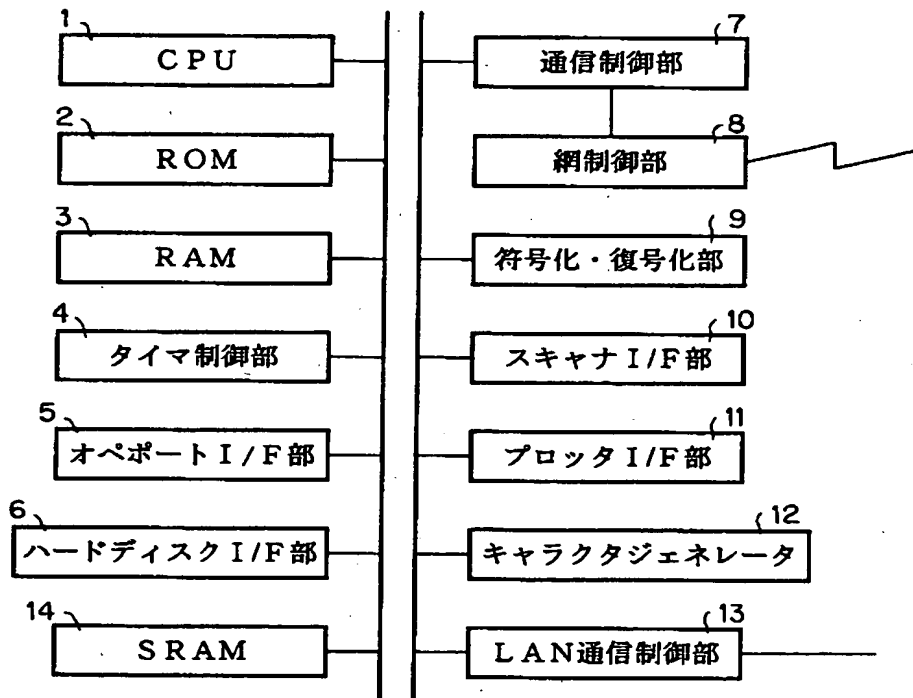 1
CPU
2
ROM
3
RAM
4
タイマ制御部
5
オペポートI/F部
6
ハードディスクI/F部
14
SRAM
7
通信制御部
8
網制御部
9
符号化・復号化部
10
スキャナI/F部
11
プロッタI/F部
12
キャラクタジェネレータ
13
LAN通信制御部